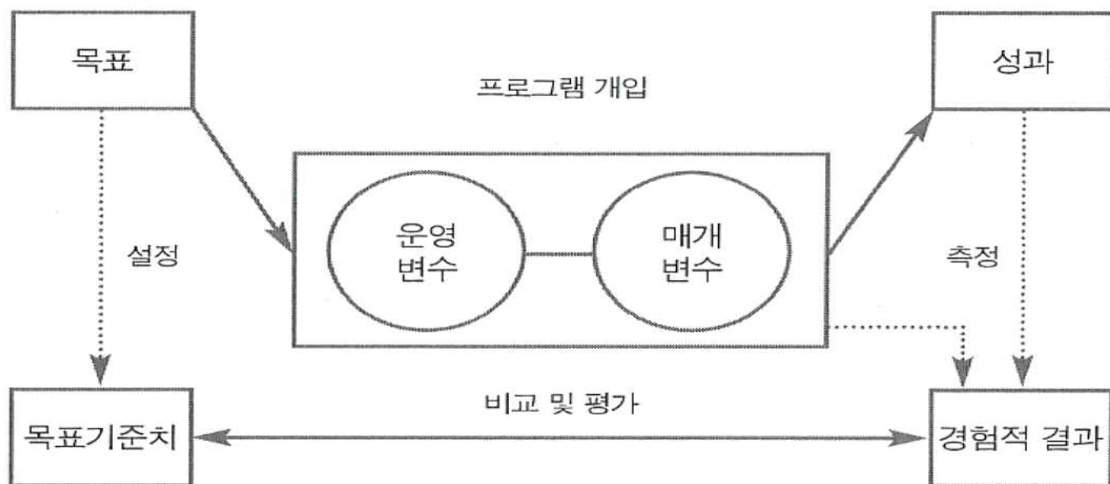 목표
성과
프로그램 개입
운영
변수
매개
변수
설정
측정
비교 및 평가
목표기준치
경험적 결과